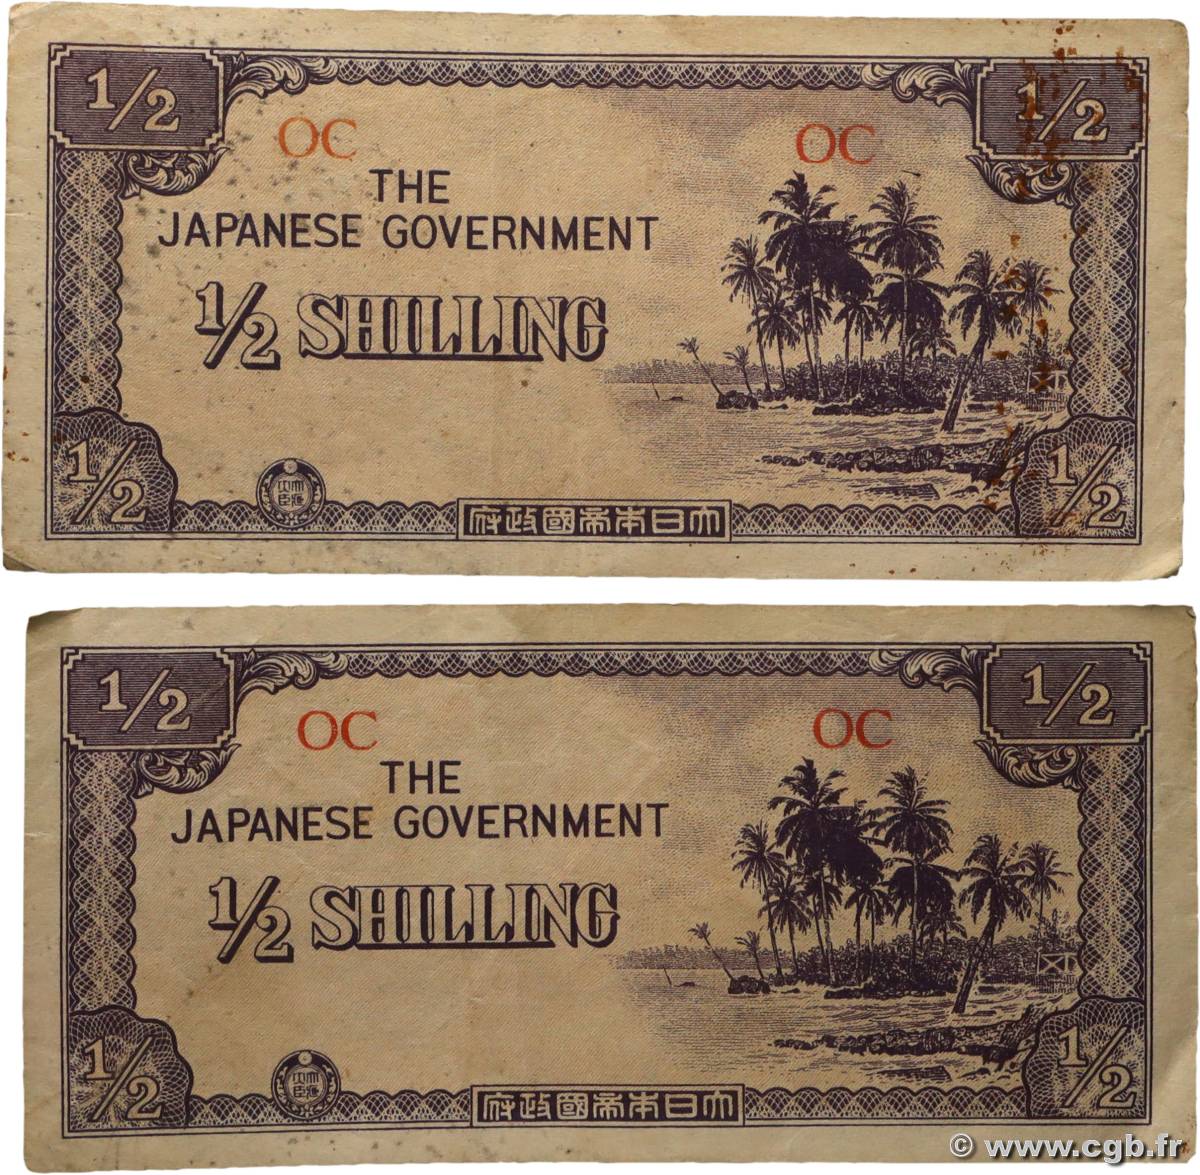 1/2 1/2
OC OC
THE
JAPANESE GOVERNMENT
1/2 SHILLING
1/2 1/2
府政國帝本日大
1/2 1/2
OC OC
THE
JAPANESE GOVERNMENT
1/2 SHILLING
1/2 1/2
府政國帝本日大
© www.cgb.fr